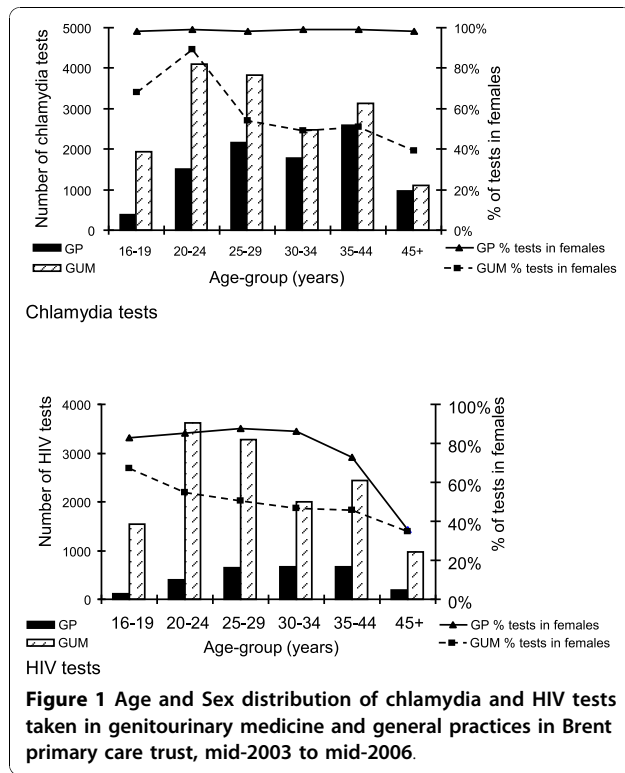 Number of chlamydia tests
5000
4000
3000
2000
1000
0
100%
80%
60%
40%
20%
0%
% of tests in females
16-19 20-24 25-29 30-34 35-44 45+
GP
GUM
Age-group (years)
GP % tests in females
GUM % tests in females
Chlamydia tests
Number of HIV tests
4000
3000
2000
1000
0
100%
80%
60%
40%
20%
0%
% of tests in females
16-19 20-24 25-29 30-34 35-44 45+
GP
GUM
Age-group (years)
GP % tests in females
GUM % tests in females
HIV tests
Figure 1 Age and Sex distribution of chlamydia and HIV tests
taken in genitourinary medicine and general practices in Brent
primary care trust, mid-2003 to mid-2006.